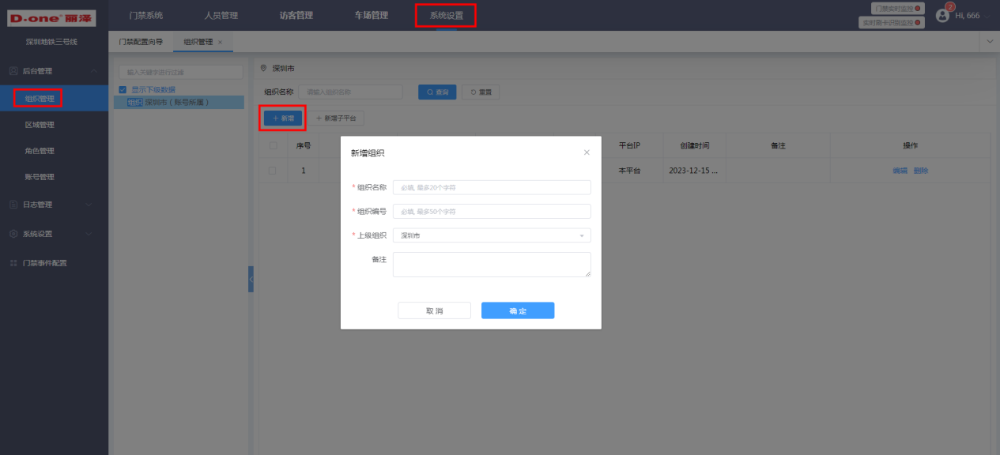 D.one 丽泽
门禁系统
人员管理
访客管理
车场管理
系统设置
门禁实时监控
实时刷卡识别监控
2
Hi, 666
深圳地铁三号线
门禁配置向导
组织管理 ×
后台管理
组织管理
区域管理
角色管理
账号管理
日志管理
系统设置
门禁事件配置
输入关键字进行过滤
显示下级数据
组织 深圳市 ( 账号所属 )
深圳市
组织名称
请输入组织名称
查询
重置
+ 新增
+ 新增子平台
序号
平台IP
创建时间
备注
操作
1
本平台
2023-12-15 ...
编辑 删除
新增组织
×
* 组织名称
必填, 最多20个字符
* 组织编号
必填, 最多50个字符
* 上级组织
深圳市
备注
取 消
确 定